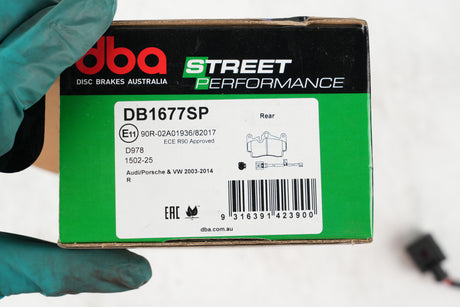 dba
DISC BRAKES AUSTRALIA
STREET
PERFORMANCE
DB1677SP
E11 90R-02A01936/82017
ECE R90 Approved
D978
1502-25
Audi/Porsche & VW 2003-2014
R
Rear
EAC
9 316391 423900
dba.com.au